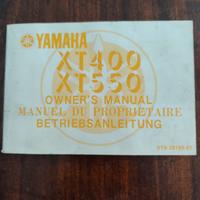 YAMAHA
XT400
XT550
OWNER'S MANUAL
MANUEL DU PROPRIETAIRE
BETRIEBSANLEITUNG